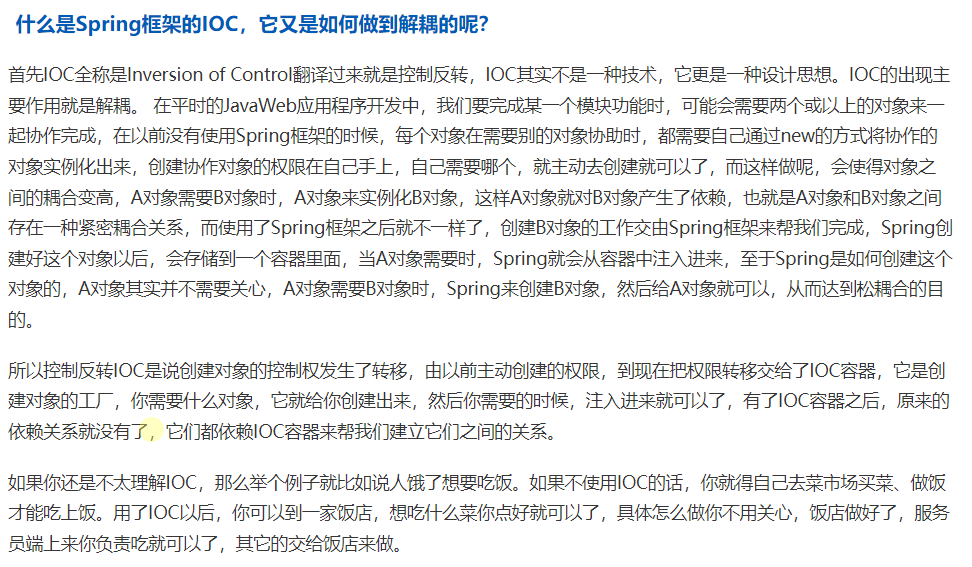 什么是Spring框架的IOC，它又是如何做到解耦的呢？
首先IOC全称是Inversion of Control翻译过来就是控制反转，IOC其实不是一种技术，它更是一种设计思想。IOC的出现主
要作用就是解耦。 在平时的JavaWeb应用程序开发中，我们要完成某一个模块功能时，可能会需要两个或以上的对象来一
起协作完成，在以前没有使用Spring框架的时候，每个对象在需要别的对象协助时，都需要自己通过new的方式将协作的
对象实例化出来，创建协作对象的权限在自己手上，自己需要哪个，就主动去创建就可以了，而这样做呢，会使得对象之
间的耦合变高，A对象需要B对象时，A对象来实例化B对象，这样A对象就对B对象产生了依赖，也就是A对象和B对象之间
存在一种紧密耦合关系，而使用了Spring框架之后就不一样了，创建B对象的工作交由Spring框架来帮我们完成，Spring创
建好这个对象以后，会存储到一个容器里面，当A对象需要时，Spring就会从容器中注入进来，至于Spring是如何创建这个
对象的，A对象其实并不需要关心，A对象需要B对象时，Spring来创建B对象，然后给A对象就可以，从而达到松耦合的目
的。
所以控制反转IOC是说创建对象的控制权发生了转移，由以前主动创建的权限，到现在把权限转移交给了IOC容器，它是创
建对象的工厂，你需要什么对象，它就给你创建出来，然后你需要的时候，注入进来就可以了，有了IOC容器之后，原来的
依赖关系就没有了，它们都依赖IOC容器来帮我们建立它们之间的关系。
如果你还是不太理解IOC，那么举个例子就比如说人饿了想要吃饭。如果不使用IOC的话，你就得自己去菜市场买菜、做饭
才能吃上饭。用了IOC以后，你可以到一家饭店，想吃什么菜你点好就可以了，具体怎么做你不用关心，饭店做好了，服务
员端上来你负责吃就可以了，其它的交给饭店来做。